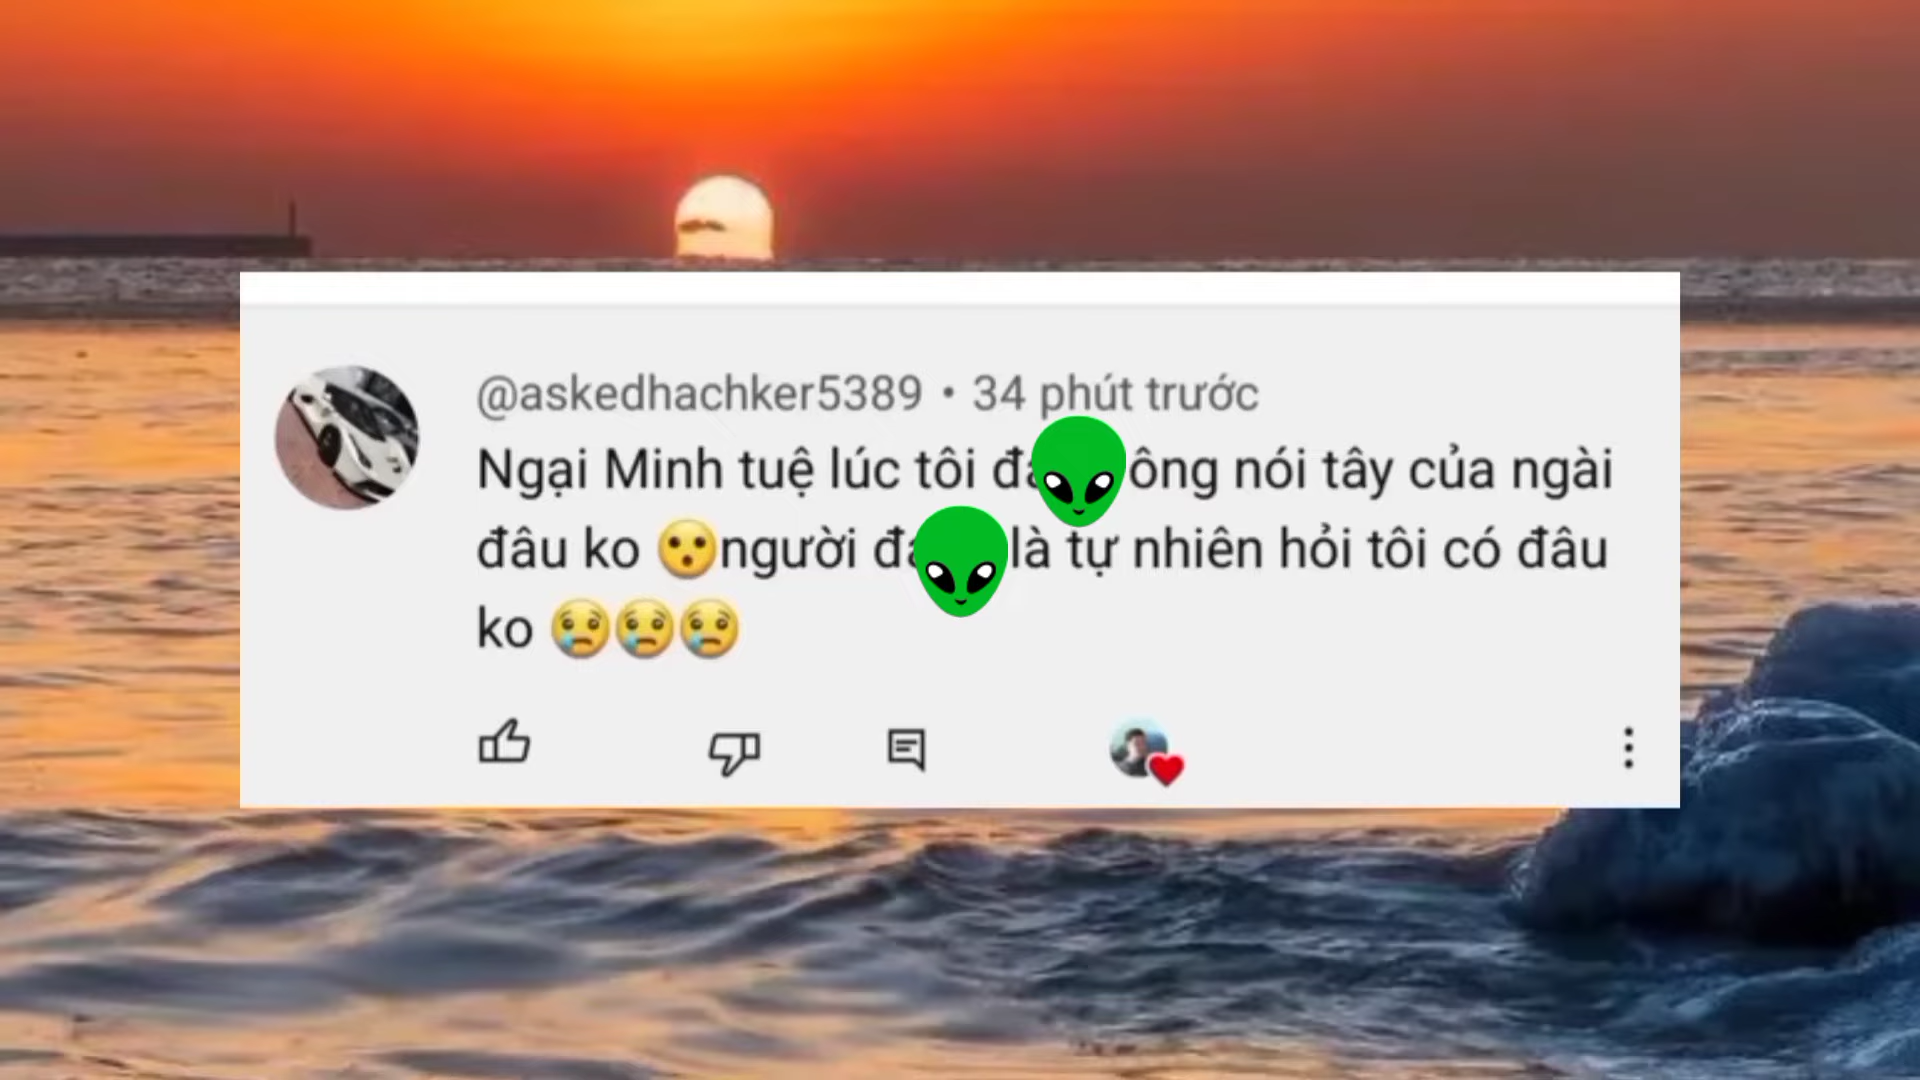 @askedhachker5389 • 34 phút trước
Ngại Minh tuệ lúc tôi ông nói tây của ngài
đâu ko 😮người là tự nhiên hỏi tôi có đâu
ko 😢😢😢